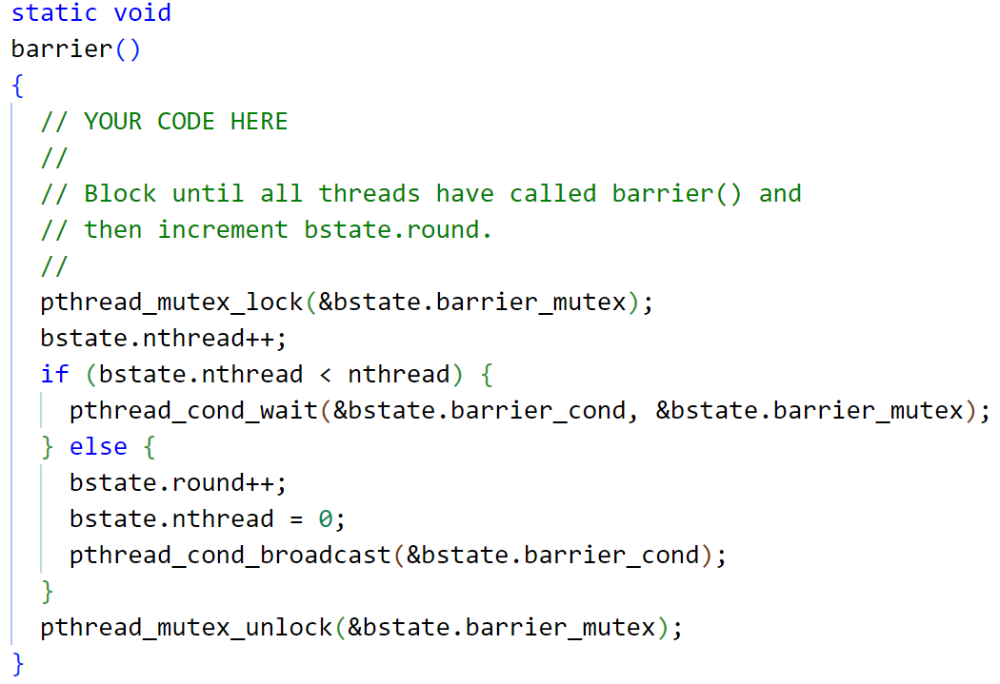 static void
barrier()
{
  // YOUR CODE HERE
  //
  // Block until all threads have called barrier() and
  // then increment bstate.round.
  //
  pthread_mutex_lock(&bstate.barrier_mutex);
  bstate.nthread++;
  if (bstate.nthread < nthread) {
    pthread_cond_wait(&bstate.barrier_cond, &bstate.barrier_mutex);
  } else {
    bstate.round++;
    bstate.nthread = 0;
    pthread_cond_broadcast(&bstate.barrier_cond);
  }
  pthread_mutex_unlock(&bstate.barrier_mutex);
}